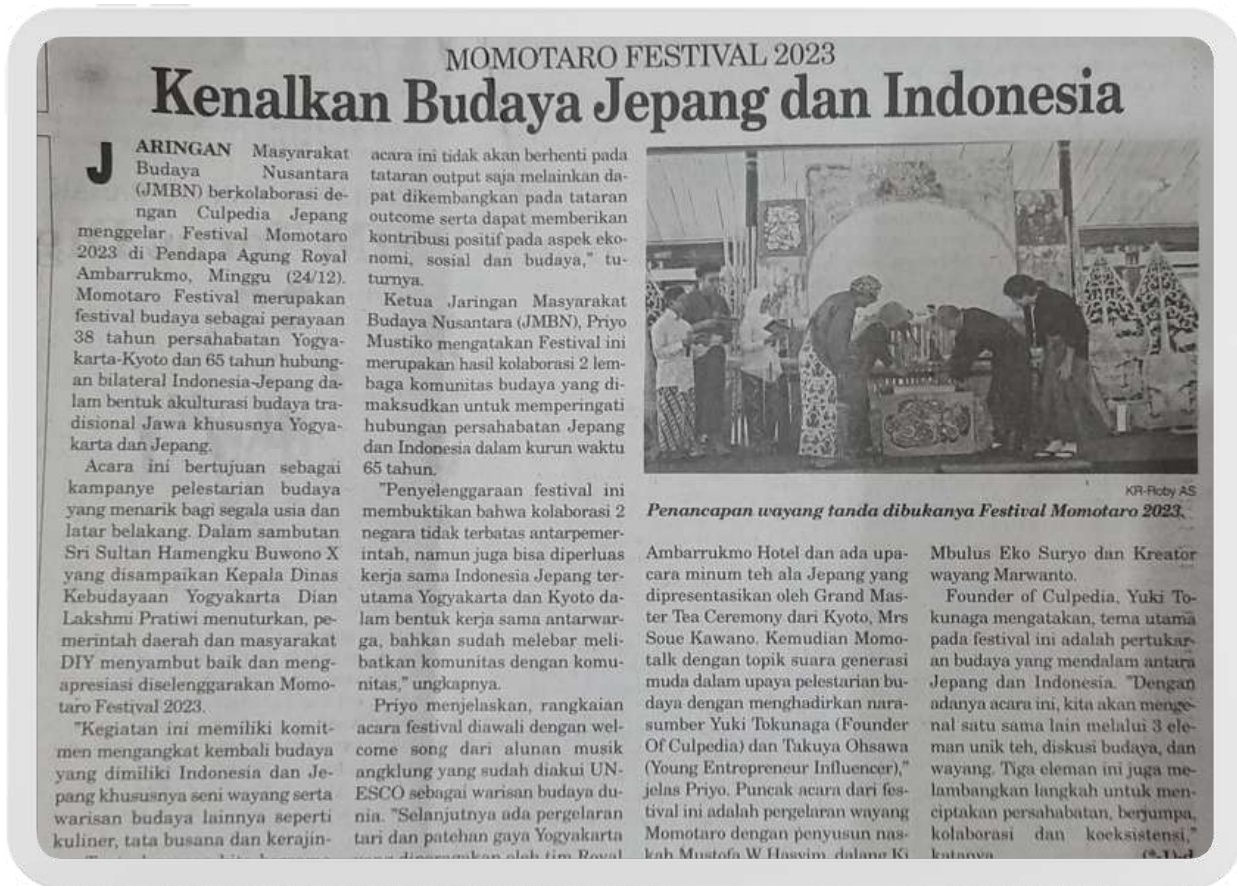 MOMOTARO FESTIVAL 2023
Kenalkan Budaya Jepang dan Indonesia
JARINGAN Masyarakat
Budaya Nusantara
(JMBN) berkolaborasi de-
ngan Culpedia Jepang
menggelar Festival Momotaro
2023 di Pendapa Agung Royal
Ambarrukmo, Minggu (24/12).
Momotaro Festival merupakan
festival budaya sebagai perayaan
38 tahun persahabatan Yogya-
karta-Kyoto dan 65 tahun hubung-
an bilateral Indonesia-Jepang da-
lam bentuk akulturasi budaya tra-
disional Jawa khususnya Yogya-
karta dan Jepang.
Acara ini bertujuan sebagai
kampanye pelestarian budaya
yang menarik bagi segala usia dan
latar belakang. Dalam sambutan
Sri Sultan Hamengku Buwono X
yang disampaikan Kepala Dinas
Kebudayaan Yogyakarta Dian
Lakshmi Pratiwi menuturkan, pe-
merintah daerah dan masyarakat
DIY menyambut baik dan meng-
apresiasi diselenggarakan Momo-
taro Festival 2023.
"Kegiatan ini memiliki komit-
men mengangkat kembali budaya
yang dimiliki Indonesia dan Je-
pang khususnya seni wayang serta
warisan budaya lainnya seperti
kuliner, tata busana dan kerajin-
acara ini tidak akan berhenti pada
tataran output saja melainkan da-
pat dikembangkan pada tataran
outcome serta dapat memberikan
kontribusi positif pada aspek eko-
nomi, sosial dan budaya," tu-
turnya.
Ketua Jaringan Masyarakat
Budaya Nusantara (JMBN), Priyo
Mustiko mengatakan Festival ini
merupakan hasil kolaborasi 2 lem-
baga komunitas budaya yang di-
maksudkan untuk memperingati
hubungan persahabatan Jepang
dan Indonesia dalam kurun waktu
65 tahun.
"Penyelenggaraan festival ini
membuktikan bahwa kolaborasi 2
negara tidak terbatas antarpemer-
intah, namun juga bisa diperluas
kerja sama Indonesia Jepang ter-
utama Yogyakarta dan Kyoto da-
lam bentuk kerja sama antarwar-
ga, bahkan sudah melebar meli-
batkan komunitas dengan komu-
nitas," ungkapnya.
Priyo menjelaskan, rangkaian
acara festival diawali dengan wel-
come song dari alunan musik
angklung yang sudah diakui UN-
ESCO sebagai warisan budaya du-
nia. "Selanjutnya ada pergelaran
tari dan patehan gaya Yogyakarta
yang diperagakan oleh tim Royal
KR-Roby AS
Penancapan wayang tanda dibukanya Festival Momotaro 2023.
Ambarrukmo Hotel dan ada upa-
cara minum teh ala Jepang yang
dipresentasikan oleh Grand Mas-
ter Tea Ceremony dari Kyoto, Mrs
Soue Kawano. Kemudian Momo-
talk dengan topik suara generasi
muda dalam upaya pelestarian bu-
daya dengan menghadirkan nara-
sumber Yuki Tokunaga (Founder
Of Culpedia) dan Takuya Ohsawa
(Young Entrepreneur Influencer),"
jelas Priyo. Puncak acara dari fes-
tival ini adalah pergelaran wayang
Momotaro dengan penyusun nas-
kah Mustofa W Hasyim, dalang Ki
Mbulus Eko Suryo dan Kreator
wayang Marwanto.
Founder of Culpedia, Yuki To-
kunaga mengatakan, tema utama
pada festival ini adalah pertukar-
an budaya yang mendalam antara
Jepang dan Indonesia. "Dengan
adanya acara ini, kita akan menge-
nal satu sama lain melalui 3 ele-
man unik teh, diskusi budaya, dan
wayang. Tiga eleman ini juga me-
lambangkan langkah untuk men-
ciptakan persahabatan, berjumpa,
kolaborasi dan koeksistensi,"
katanya.